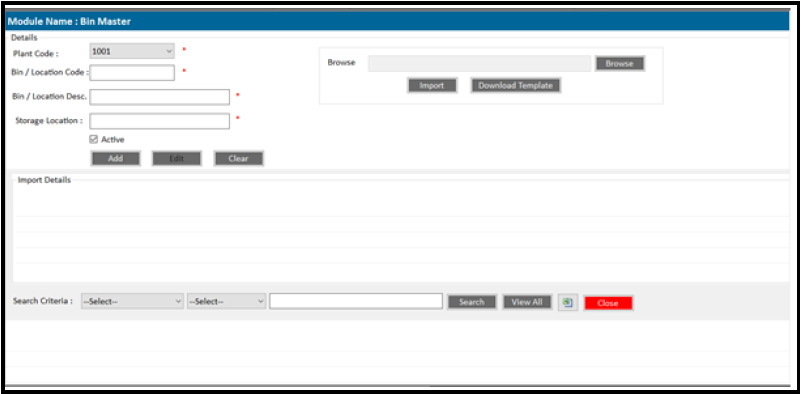 Module Name : Bin Master
Details
Plant Code : 1001 *
Bin / Location Code : *
Bin / Location Desc. *
Storage Location : *
Active
Add Edit Clear
Browse Browse
Import Download Template
Import Details
Search Criteria : --Select-- --Select-- Search View All Close